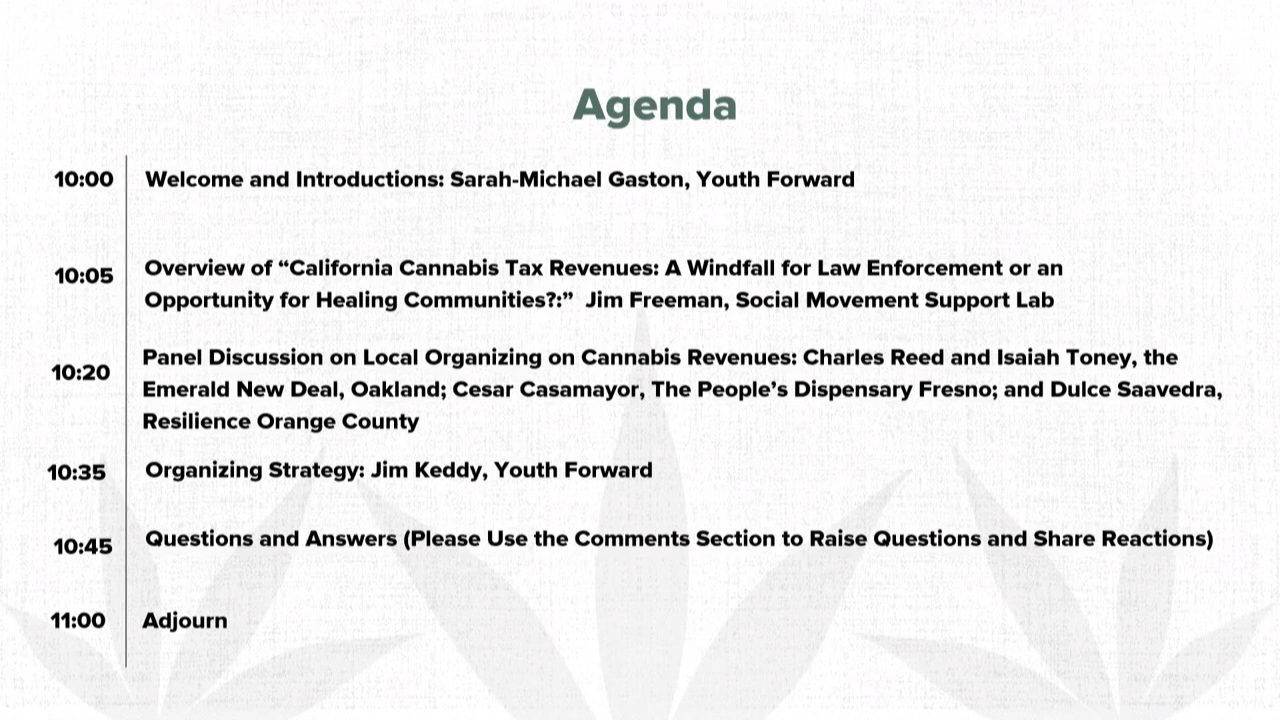 Agenda
10:00 Welcome and Introductions: Sarah-Michael Gaston, Youth Forward
10:05 Overview of “California Cannabis Tax Revenues: A Windfall for Law Enforcement or an
Opportunity for Healing Communities?:” Jim Freeman, Social Movement Support Lab
10:20 Panel Discussion on Local Organizing on Cannabis Revenues: Charles Reed and Isaiah Toney, the
Emerald New Deal, Oakland; Cesar Casamayor, The People’s Dispensary Fresno; and Dulce Saavedra,
Resilience Orange County
10:35 Organizing Strategy: Jim Keddy, Youth Forward
10:45 Questions and Answers (Please Use the Comments Section to Raise Questions and Share Reactions)
11:00 Adjourn